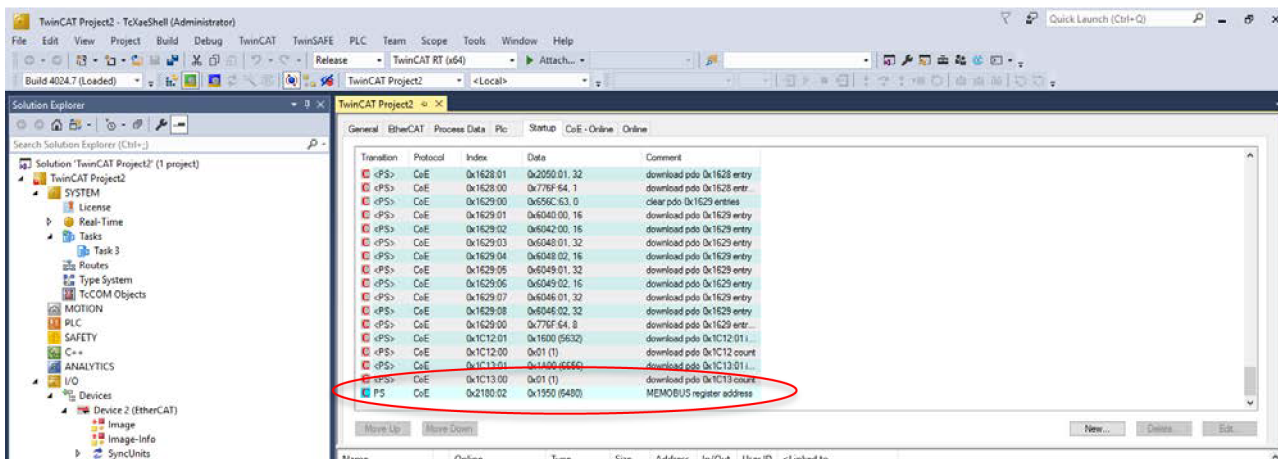 TwinCAT Project2 - TcXaeShell (Administrator)
Quick Launch (Ctrl+Q)
File Edit View Project Build Debug TwinCAT TwinSAFE PLC Team Scope Tools Window Help
Release TwinCAT RT (x64) Attach...
Build 4024.7 (Loaded) TwinCAT Project2 <Local>
Solution Explorer
TwinCAT Project2
Search Solution Explorer (Ctrl+;)
General EtherCAT Process Data Plc Startup CoE - Online Online
Solution 'TwinCAT Project2' (1 project)
TwinCAT Project2
SYSTEM
License
Real-Time
Tasks
Task 3
Routes
Type System
TcCOM Objects
MOTION
PLC
SAFETY
C++
ANALYTICS
I/O
Devices
Device 2 (EtherCAT)
Image
Image-Info
SyncUnits
Transition Protocol Index Data Comment
C <PS> CoE 0x1628:01 0x2050:01, 32 download pdo 0x1628 entry
C <PS> CoE 0x1628:00 0x776F:64, 1 download pdo 0x1628 entr...
C <PS> CoE 0x1629:00 0x656C:63, 0 clear pdo 0x1629 entries
C <PS> CoE 0x1629:01 0x6040:00, 16 download pdo 0x1629 entry
C <PS> CoE 0x1629:02 0x6042:00, 16 download pdo 0x1629 entry
C <PS> CoE 0x1629:03 0x6048:01, 32 download pdo 0x1629 entry
C <PS> CoE 0x1629:04 0x6048:02, 16 download pdo 0x1629 entry
C <PS> CoE 0x1629:05 0x6049:01, 32 download pdo 0x1629 entry
C <PS> CoE 0x1629:06 0x6049:02, 16 download pdo 0x1629 entry
C <PS> CoE 0x1629:07 0x6046:01, 32 download pdo 0x1629 entry
C <PS> CoE 0x1629:08 0x6046:02, 32 download pdo 0x1629 entry
C <PS> CoE 0x1629:00 0x776F:64, 8 download pdo 0x1629 entr...
C <PS> CoE 0x1C12:01 0x1600 (5632) download pdo 0x1C12:01 i...
C <PS> CoE 0x1C12:00 0x01 (1) download pdo 0x1C12 count
C <PS> CoE 0x1C13:01 0x1A00 (6656) download pdo 0x1C13:01 i...
C <PS> CoE 0x1C13:00 0x01 (1) download pdo 0x1C13 count
C PS CoE 0x2180:02 0x1950 (6480) MEMOBUS register address
Move Up Move Down New... Delete... Edit...
Name Online Type Size Address In/Out User ID Linked to